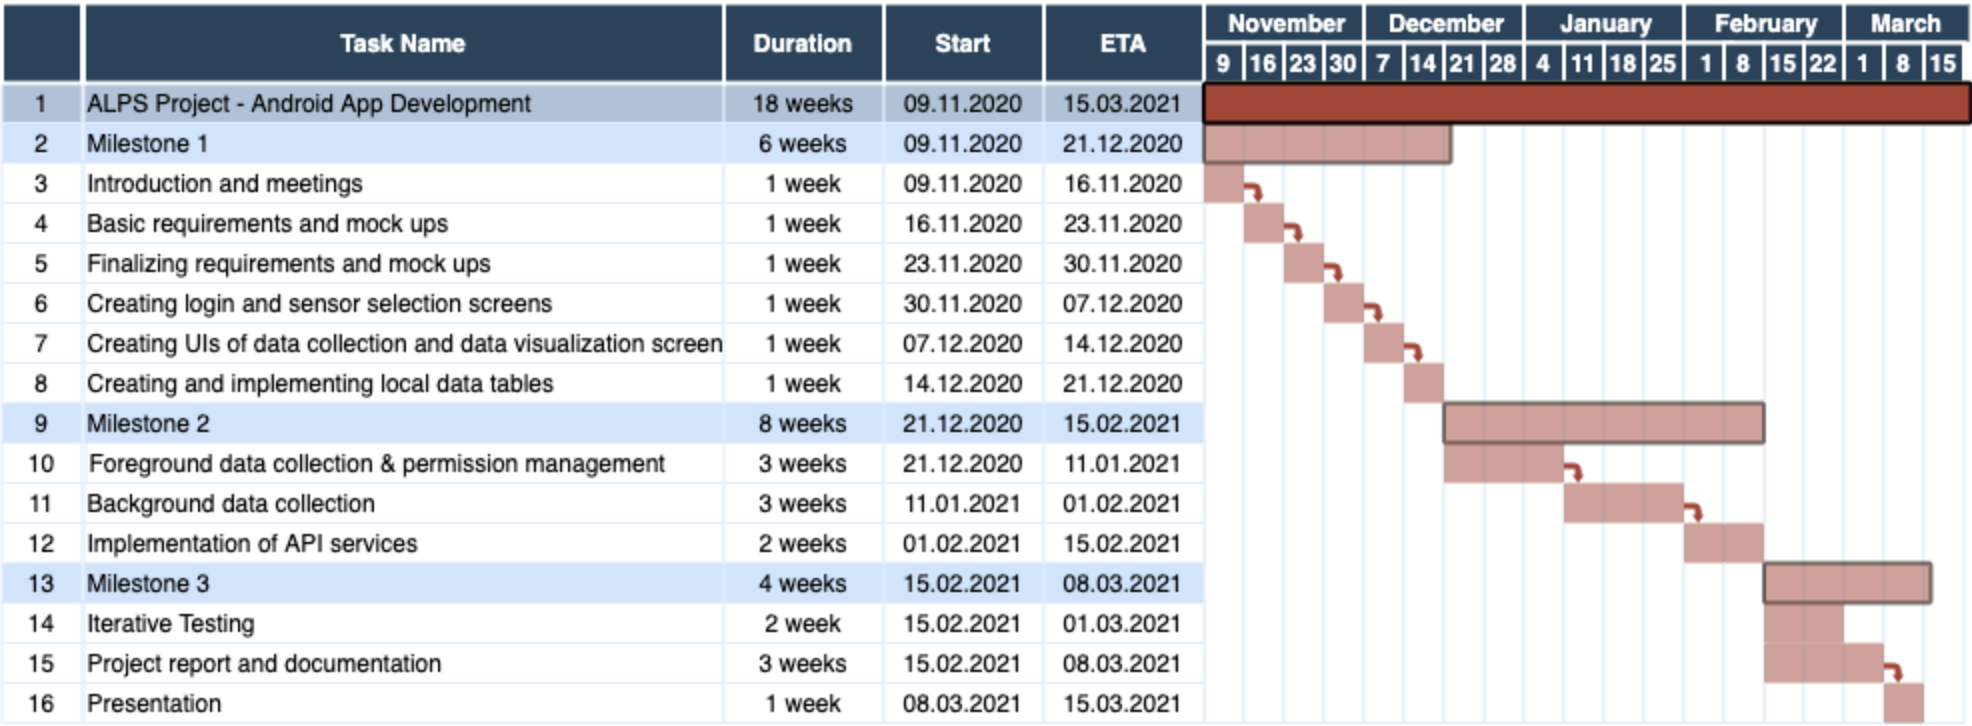 Task Name Duration Start ETA November December January February March
9 16 23 30 7 14 21 28 4 11 18 25 1 8 15 22 1 8 15
1 ALPS Project - Android App Development 18 weeks 09.11.2020 15.03.2021
2 Milestone 1 6 weeks 09.11.2020 21.12.2020
3 Introduction and meetings 1 week 09.11.2020 16.11.2020
4 Basic requirements and mock ups 1 week 16.11.2020 23.11.2020
5 Finalizing requirements and mock ups 1 week 23.11.2020 30.11.2020
6 Creating login and sensor selection screens 1 week 30.11.2020 07.12.2020
7 Creating UIs of data collection and data visualization screen 1 week 07.12.2020 14.12.2020
8 Creating and implementing local data tables 1 week 14.12.2020 21.12.2020
9 Milestone 2 8 weeks 21.12.2020 15.02.2021
10 Foreground data collection & permission management 3 weeks 21.12.2020 11.01.2021
11 Background data collection 3 weeks 11.01.2021 01.02.2021
12 Implementation of API services 2 weeks 01.02.2021 15.02.2021
13 Milestone 3 4 weeks 15.02.2021 08.03.2021
14 Iterative Testing 2 week 15.02.2021 01.03.2021
15 Project report and documentation 3 weeks 15.02.2021 08.03.2021
16 Presentation 1 week 08.03.2021 15.03.2021